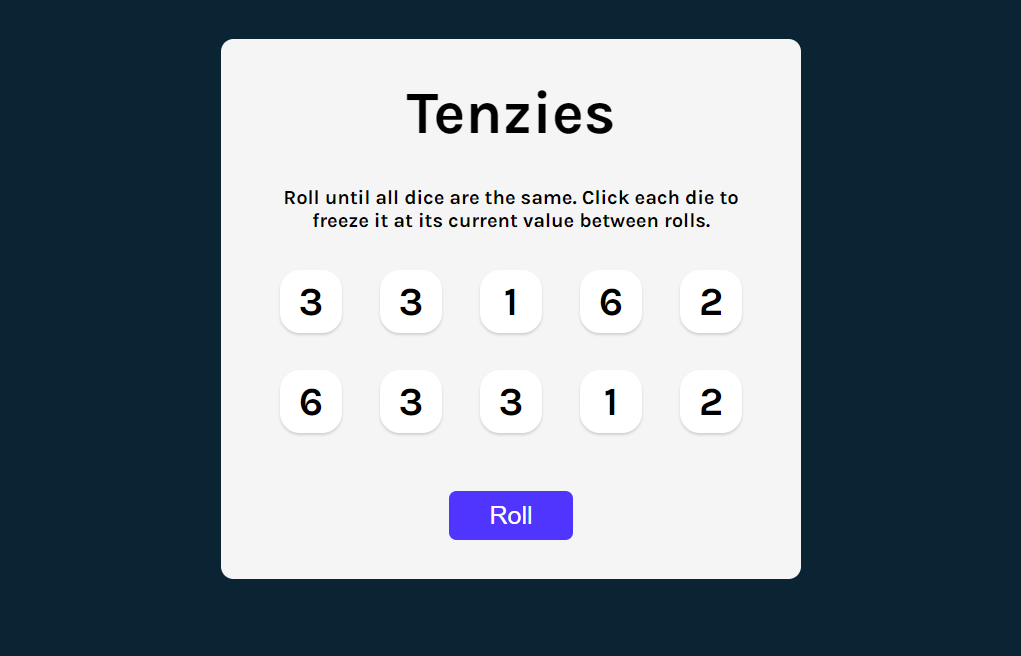 Tenzies
Roll until all dice are the same. Click each die to
freeze it at its current value between rolls.
3 3 1 6 2
6 3 3 1 2
Roll